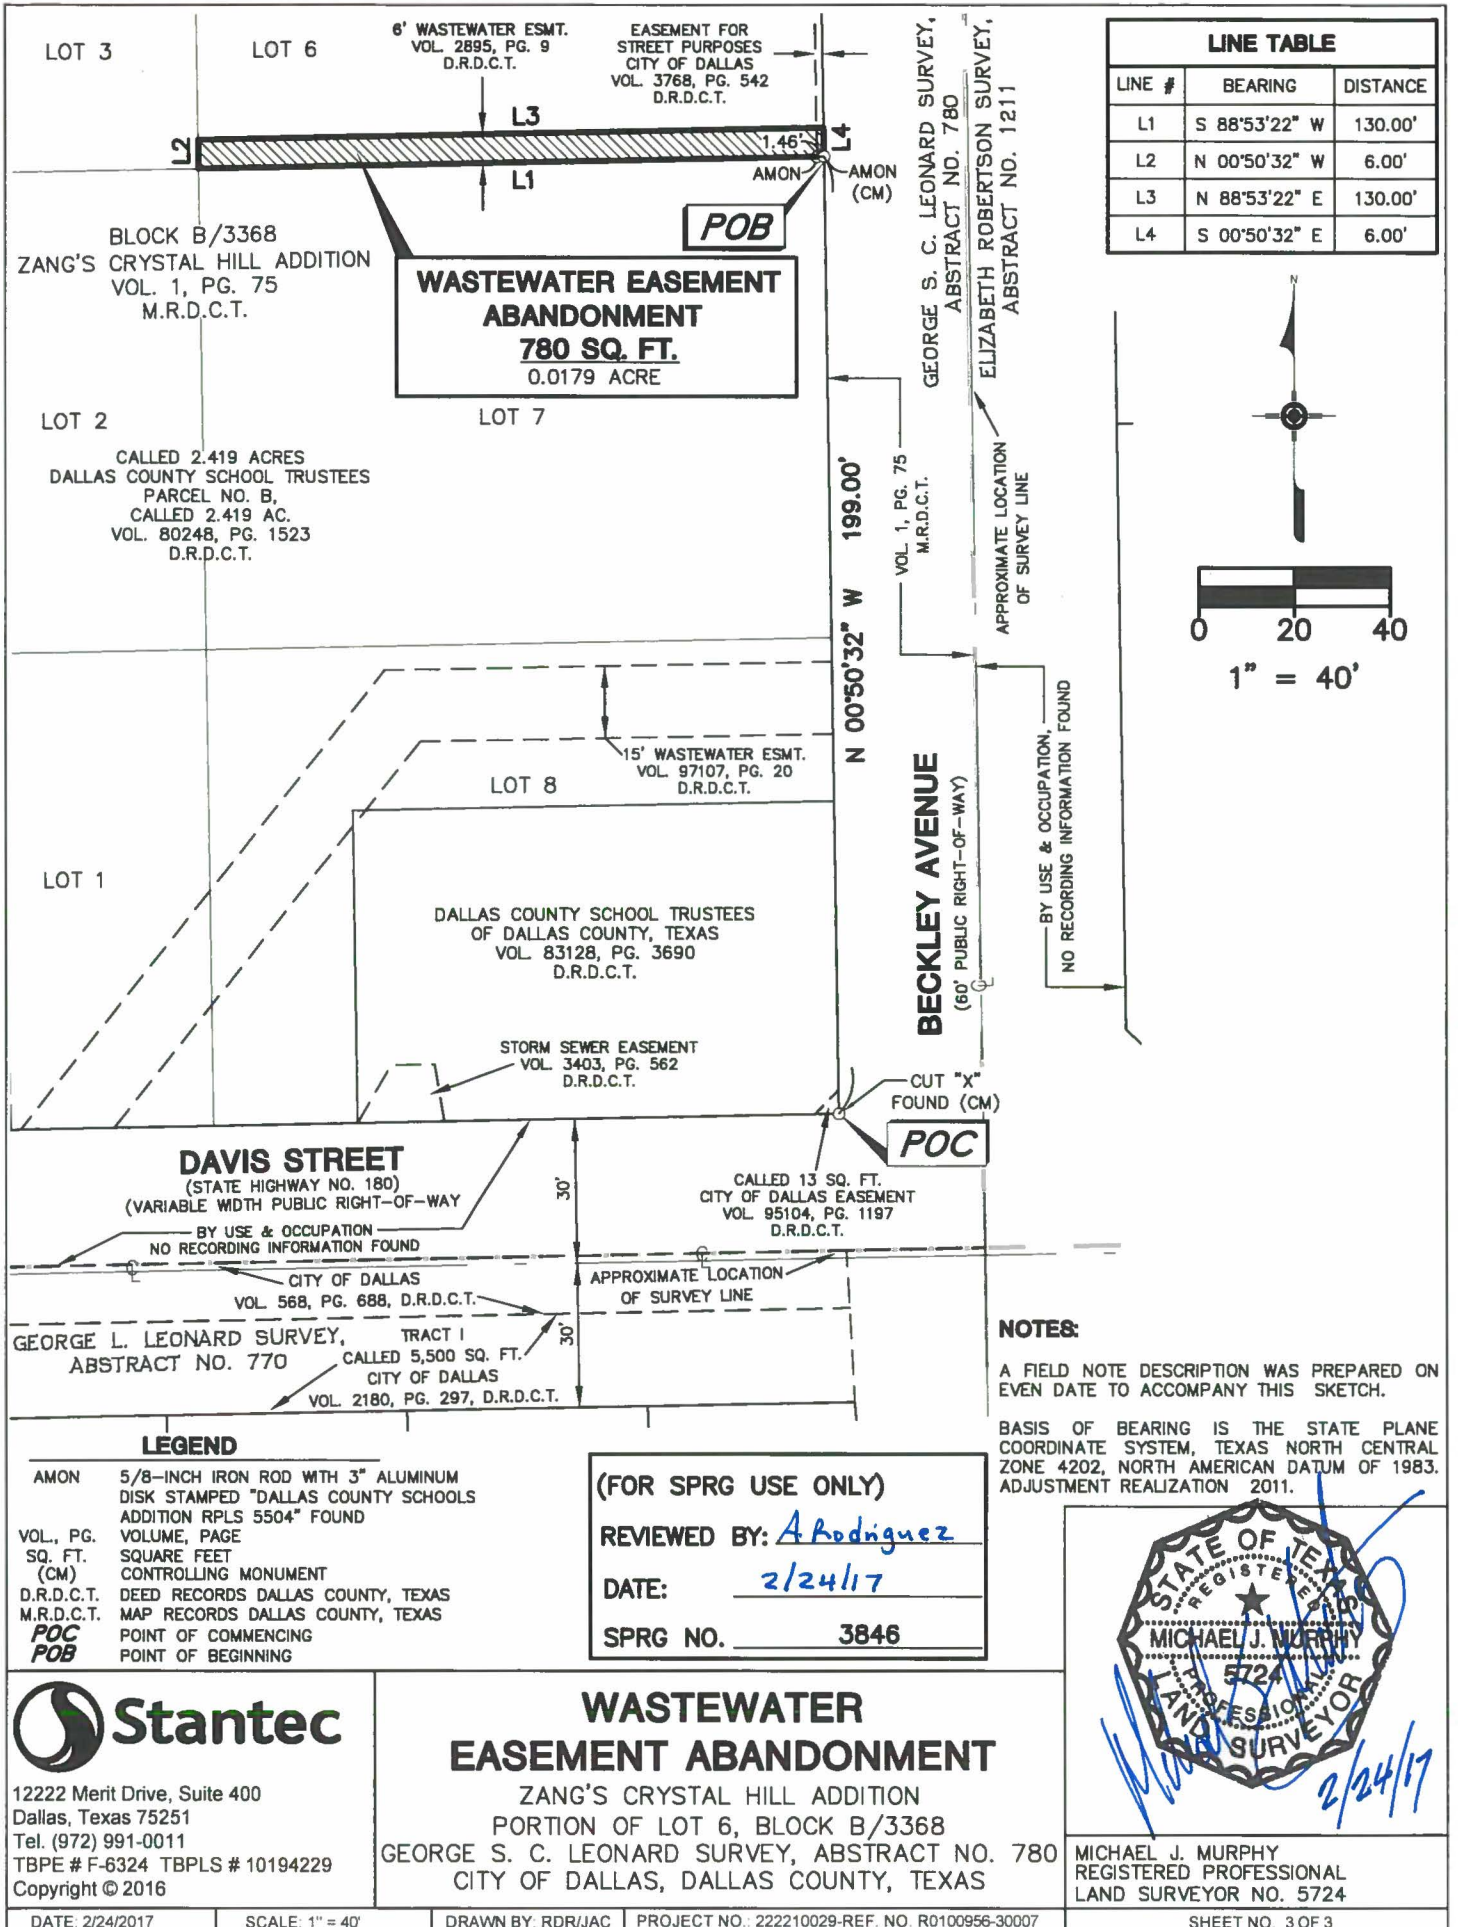 LOT 3
LOT 6
6' WASTEWATER ESMT.
VOL. 2895, PG. 9
D.R.D.C.T.
EASEMENT FOR
STREET PURPOSES
CITY OF DALLAS
VOL. 3768, PG. 542
D.R.D.C.T.
L3
L2
L4
1.46'
L1
AMON
AMON
(CM)
POB
GEORGE S. C. LEONARD SURVEY,
ABSTRACT NO. 780
ELIZABETH ROBERTSON SURVEY,
ABSTRACT NO. 1211
LINE TABLE
LINE # BEARING DISTANCE
L1 S 88°53'22" W 130.00'
L2 N 00°50'32" W 6.00'
L3 N 88°53'22" E 130.00'
L4 S 00°50'32" E 6.00'
BLOCK B/3368
ZANG'S CRYSTAL HILL ADDITION
VOL. 1, PG. 75
M.R.D.C.T.
WASTEWATER EASEMENT
ABANDONMENT
780 SQ. FT.
0.0179 ACRE
N
LOT 2
LOT 7
CALLED 2.419 ACRES
DALLAS COUNTY SCHOOL TRUSTEES
PARCEL NO. B,
CALLED 2.419 AC.
VOL. 80248, PG. 1523
D.R.D.C.T.
N 00°50'32" W 199.00'
VOL. 1, PG. 75
M.R.D.C.T.
APPROXIMATE LOCATION
OF SURVEY LINE
0 20 40
1" = 40'
15' WASTEWATER ESMT.
VOL. 97107, PG. 20
D.R.D.C.T.
LOT 8
BECKLEY AVENUE
(60' PUBLIC RIGHT-OF-WAY)
BY USE & OCCUPATION,
NO RECORDING INFORMATION FOUND
LOT 1
DALLAS COUNTY SCHOOL TRUSTEES
OF DALLAS COUNTY, TEXAS
VOL. 83128, PG. 3690
D.R.D.C.T.
STORM SEWER EASEMENT
VOL. 3403, PG. 562
D.R.D.C.T.
CUT "X"
FOUND (CM)
POC
DAVIS STREET
(STATE HIGHWAY NO. 180)
(VARIABLE WIDTH PUBLIC RIGHT-OF-WAY
BY USE & OCCUPATION
NO RECORDING INFORMATION FOUND
30'
CALLED 13 SQ. FT.
CITY OF DALLAS EASEMENT
VOL. 95104, PG. 1197
D.R.D.C.T.
CITY OF DALLAS
VOL. 568, PG. 688, D.R.D.C.T.
APPROXIMATE LOCATION
OF SURVEY LINE
GEORGE L. LEONARD SURVEY,
ABSTRACT NO. 770
TRACT I
CALLED 5,500 SQ. FT.
CITY OF DALLAS
VOL. 2180, PG. 297, D.R.D.C.T.
30'
NOTES:
A FIELD NOTE DESCRIPTION WAS PREPARED ON
EVEN DATE TO ACCOMPANY THIS SKETCH.
BASIS OF BEARING IS THE STATE PLANE
COORDINATE SYSTEM, TEXAS NORTH CENTRAL
ZONE 4202, NORTH AMERICAN DATUM OF 1983.
ADJUSTMENT REALIZATION 2011.
LEGEND
AMON 5/8-INCH IRON ROD WITH 3" ALUMINUM
DISK STAMPED "DALLAS COUNTY SCHOOLS
ADDITION RPLS 5504" FOUND
VOL., PG. VOLUME, PAGE
SQ. FT. SQUARE FEET
(CM) CONTROLLING MONUMENT
D.R.D.C.T. DEED RECORDS DALLAS COUNTY, TEXAS
M.R.D.C.T. MAP RECORDS DALLAS COUNTY, TEXAS
POC POINT OF COMMENCING
POB POINT OF BEGINNING
(FOR SPRG USE ONLY)
REVIEWED BY: A Rodriguez
DATE: 2/24/17
SPRG NO. 3846
STATE OF TEXAS
REGISTERED
MICHAEL J. MURPHY
5724
PROFESSIONAL
LAND SURVEYOR
2/24/17
Stantec
12222 Merit Drive, Suite 400
Dallas, Texas 75251
Tel. (972) 991-0011
TBPE # F-6324 TBPLS # 10194229
Copyright © 2016
WASTEWATER
EASEMENT ABANDONMENT
ZANG'S CRYSTAL HILL ADDITION
PORTION OF LOT 6, BLOCK B/3368
GEORGE S. C. LEONARD SURVEY, ABSTRACT NO. 780
CITY OF DALLAS, DALLAS COUNTY, TEXAS
MICHAEL J. MURPHY
REGISTERED PROFESSIONAL
LAND SURVEYOR NO. 5724
DATE: 2/24/2017 SCALE: 1" = 40' DRAWN BY: RDR/JAC PROJECT NO.: 222210029-REF. NO. R0100956-30007 SHEET NO. 3 OF 3